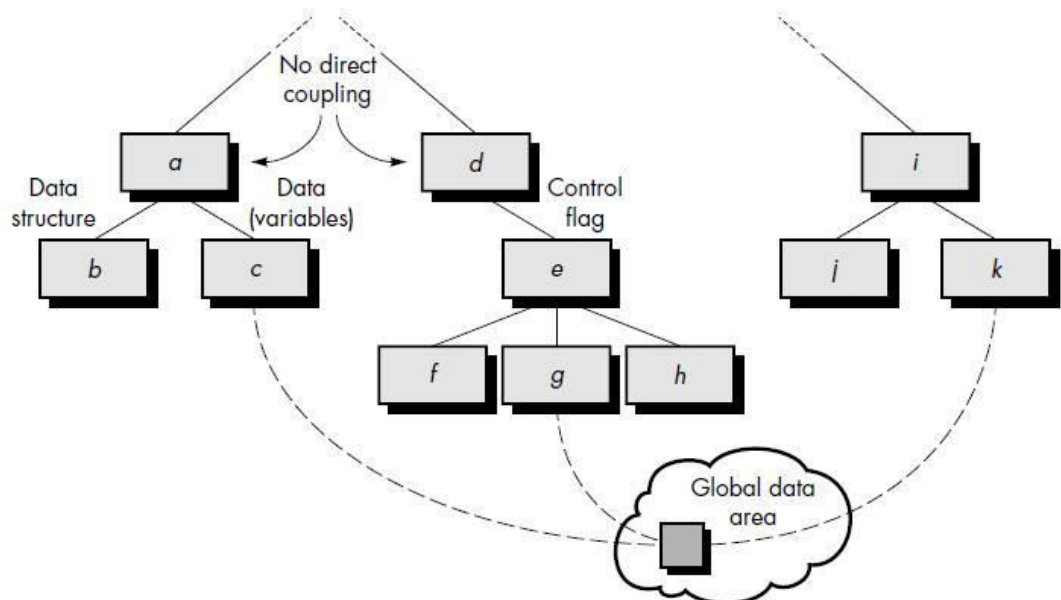 No direct
coupling
a
d
i
Data
structure
Data
(variables)
Control
flag
b
c
e
j
k
f
g
h
Global data
area